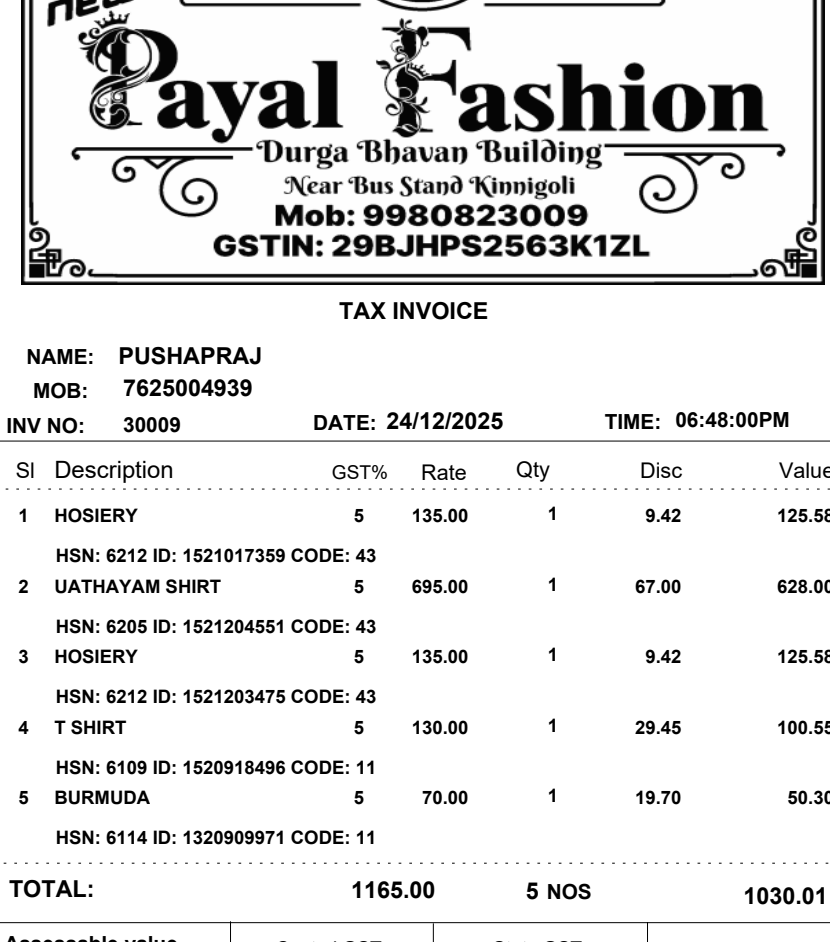 new
Payal Fashion
Durga Bhavan Building
Near Bus Stand Kinnigoli
Mob: 9980823009
GSTIN: 29BJHPS2563K1ZL
TAX INVOICE
NAME: PUSHAPRAJ
MOB: 7625004939
INV NO: 30009 DATE: 24/12/2025 TIME: 06:48:00PM
Sl Description GST% Rate Qty Disc Value
1 HOSIERY 5 135.00 1 9.42 125.58
HSN: 6212 ID: 1521017359 CODE: 43
2 UATHAYAM SHIRT 5 695.00 1 67.00 628.00
HSN: 6205 ID: 1521204551 CODE: 43
3 HOSIERY 5 135.00 1 9.42 125.58
HSN: 6212 ID: 1521203475 CODE: 43
4 T SHIRT 5 130.00 1 29.45 100.55
HSN: 6109 ID: 1520918496 CODE: 11
5 BURMUDA 5 70.00 1 19.70 50.30
HSN: 6114 ID: 1320909971 CODE: 11
TOTAL: 1165.00 5 NOS 1030.01